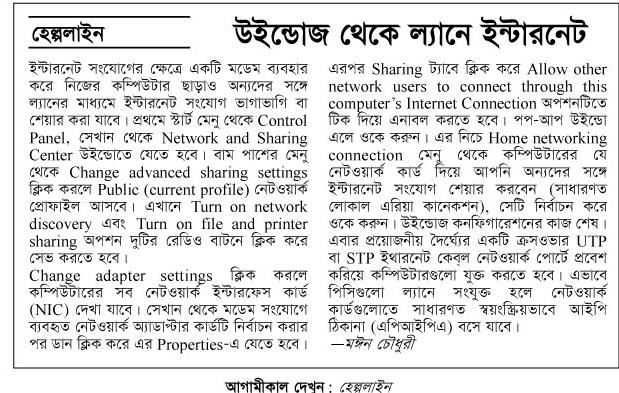 হেল্পলাইন
উইন্ডোজ থেকে ল্যানে ইন্টারনেট
ইন্টারনেট সংযোগের ক্ষেত্রে একটি মডেম ব্যবহার
করে নিজের কম্পিউটার ছাড়াও অন্যদের সঙ্গে
ল্যানের মাধ্যমে ইন্টারনেট সংযোগ ভাগাভাগি বা
শেয়ার করা যাবে। প্রথমে স্টার্ট মেনু থেকে Control
Panel, সেখান থেকে Network and Sharing
Center উইন্ডোতে যেতে হবে। বাম পাশের মেনু
থেকে Change advanced sharing settings
ক্লিক করলে Public (current profile) নেটওয়ার্ক
প্রোফাইল আসবে। এখানে Turn on network
discovery এবং Turn on file and printer
sharing অপশন দুটির রেডিও বাটনে ক্লিক করে
সেভ করতে হবে।
Change adapter settings ক্লিক করলে
কম্পিউটারের সব নেটওয়ার্ক ইন্টারফেস কার্ড
(NIC) দেখা যাবে। সেখান থেকে মডেম সংযোগে
ব্যবহৃত নেটওয়ার্ক অ্যাডাপ্টার কার্ডটি নির্বাচন করার
পর ডান ক্লিক করে এর Properties-এ যেতে হবে।
এরপর Sharing ট্যাবে ক্লিক করে Allow other
network users to connect through this
computer's Internet Connection অপশনটিতে
টিক দিয়ে এনাবল করতে হবে। পপ-আপ উইন্ডো
এলে ওকে করুন। এর নিচে Home networking
connection মেনু থেকে কম্পিউটারের যে
নেটওয়ার্ক কার্ড দিয়ে আপনি অন্যদের সঙ্গে
ইন্টারনেট সংযোগ শেয়ার করবেন (সাধারণত
লোকাল এরিয়া কানেকশন), সেটি নির্বাচন করে
ওকে করুন। উইন্ডোজ কনফিগারেশনের কাজ শেষ।
এবার প্রয়োজনীয় দৈর্ঘ্যের একটি ক্রসওভার UTP
বা STP ইথারনেট কেব্‌ল নেটওয়ার্ক পোর্টে প্রবেশ
করিয়ে কম্পিউটারগুলো যুক্ত করতে হবে। এভাবে
পিসিগুলো ল্যানে সংযুক্ত হলে নেটওয়ার্ক
কার্ডগুলোতে সাধারণত স্বয়ংক্রিয়ভাবে আইপি
ঠিকানা (এপিআইপিএ) বসে যাবে।
—মঈন চৌধুরী
আগামীকাল দেখুন : হেল্পলাইন